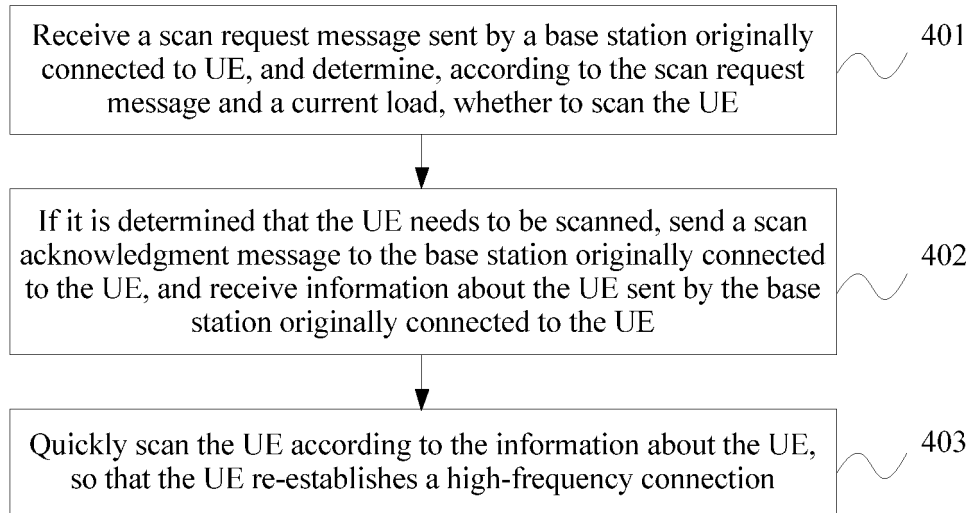 Receive a scan request message sent by a base station originally
connected to UE, and determine, according to the scan request
message and a current load, whether to scan the UE
401
If it is determined that the UE needs to be scanned, send a scan
acknowledgment message to the base station originally connected
to the UE, and receive information about the UE sent by the base
station originally connected to the UE
402
Quickly scan the UE according to the information about the UE,
so that the UE re-establishes a high-frequency connection
403